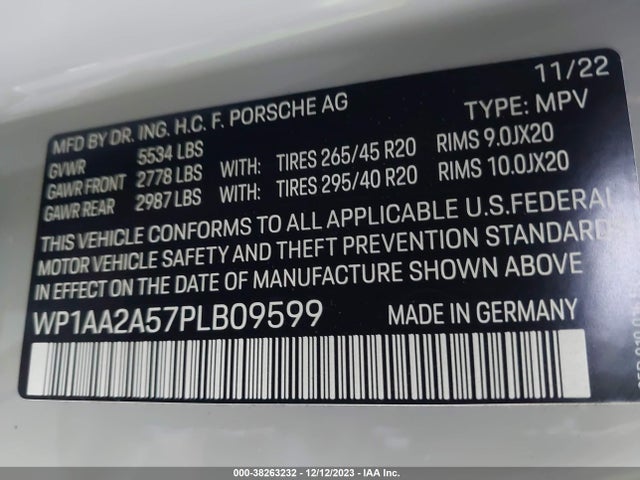 11/22
MFD BY DR. ING. H.C. F. PORSCHE AG TYPE: MPV
GVWR 5534 LBS
GAWR FRONT 2778 LBS WITH: TIRES 265/45 R20 RIMS 9.0JX20
GAWR REAR 2987 LBS WITH: TIRES 295/40 R20 RIMS 10.0JX20
THIS VEHICLE CONFORMS TO ALL APPLICABLE U.S.FEDERAL
MOTOR VEHICLE SAFETY AND THEFT PREVENTION STANDARD
IN EFFECT ON THE DATE OF MANUFACTURE SHOWN ABOVE
WP1AA2A57PLB09599 MADE IN GERMANY
000-38263232 - 12/12/2023 - IAA Inc.